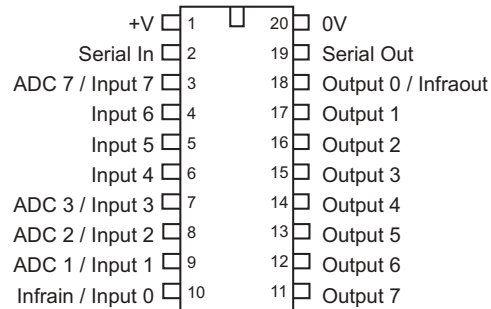 +V 1 20 0V
Serial In 2 19 Serial Out
ADC 7 / Input 7 3 18 Output 0 / Infraout
Input 6 4 17 Output 1
Input 5 5 16 Output 2
Input 4 6 15 Output 3
ADC 3 / Input 3 7 14 Output 4
ADC 2 / Input 2 8 13 Output 5
ADC 1 / Input 1 9 12 Output 6
Infrain / Input 0 10 11 Output 7